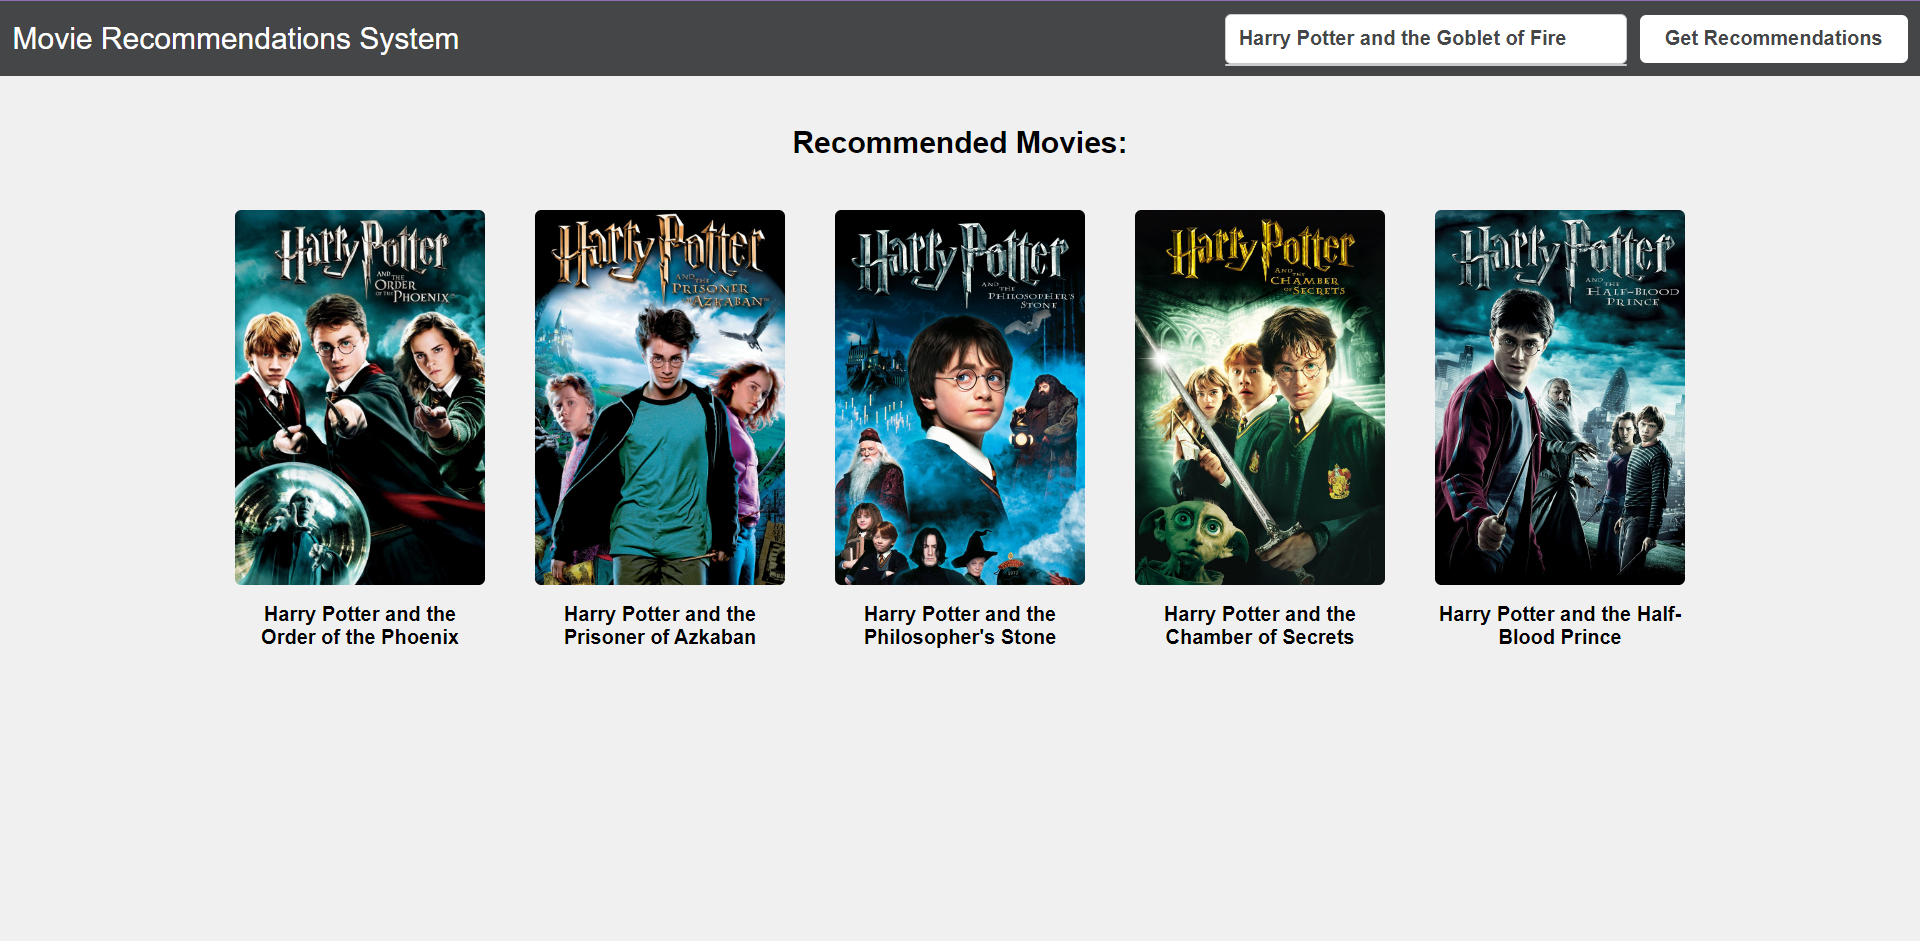 Movie Recommendations System
Harry Potter and the Goblet of Fire
Get Recommendations
Recommended Movies:
Harry Potter
AND THE
ORDER
OF THE PHOENIX
Harry Potter
AND THE
PRISONER
OF AZKABAN
Harry Potter
AND THE
PHILOSOPHER'S
STONE
Harry Potter
AND THE
CHAMBER
OF SECRETS
Harry Potter
AND THE
HALF-BLOOD
PRINCE
Harry Potter and the
Order of the Phoenix
Harry Potter and the
Prisoner of Azkaban
Harry Potter and the
Philosopher's Stone
Harry Potter and the
Chamber of Secrets
Harry Potter and the Half-
Blood Prince